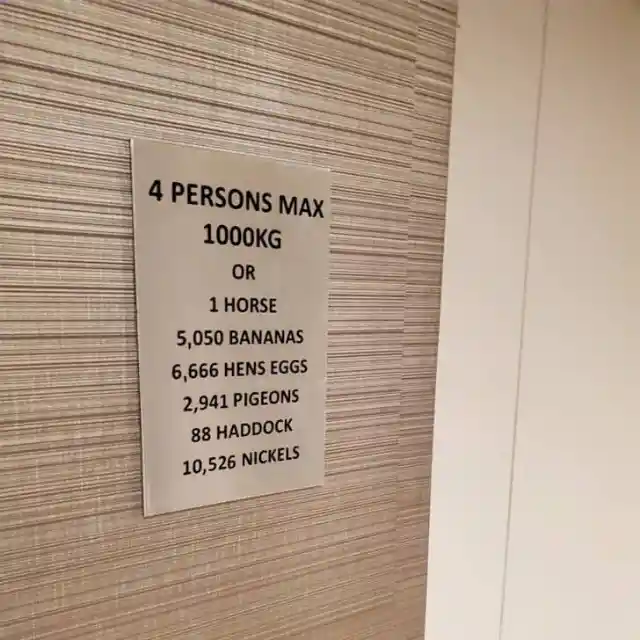 4 PERSONS MAX
1000KG
OR
1 HORSE
5,050 BANANAS
6,666 HENS EGGS
2,941 PIGEONS
88 HADDOCK
10,526 NICKELS